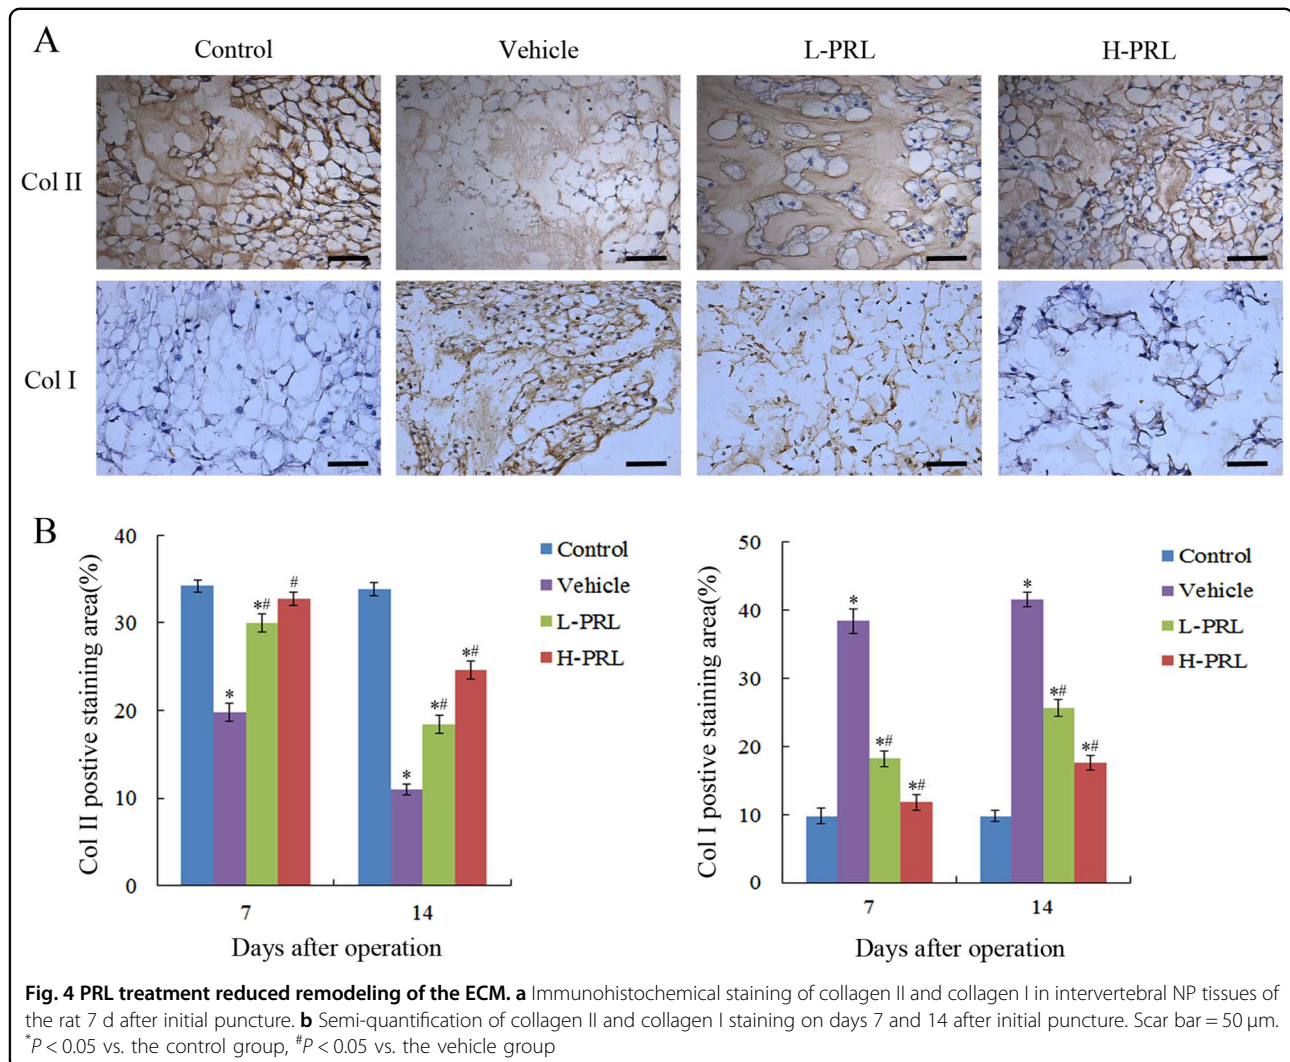 A
Control Vehicle L-PRL H-PRL
Col II
Col I
B
Col II postive staining area(%)
40
30
20
10
0
* *# # * *# *#
7 14
Days after operation
Control
Vehicle
L-PRL
H-PRL
Col I postive staining area(%)
50
40
30
20
10
0
* *# *# * *# *#
7 14
Days after operation
Control
Vehicle
L-PRL
H-PRL
Fig. 4 PRL treatment reduced remodeling of the ECM. a Immunohistochemical staining of collagen II and collagen I in intervertebral NP tissues of
the rat 7 d after initial puncture. b Semi-quantification of collagen II and collagen I staining on days 7 and 14 after initial puncture. Scar bar = 50 µm.
*P < 0.05 vs. the control group, #P < 0.05 vs. the vehicle group